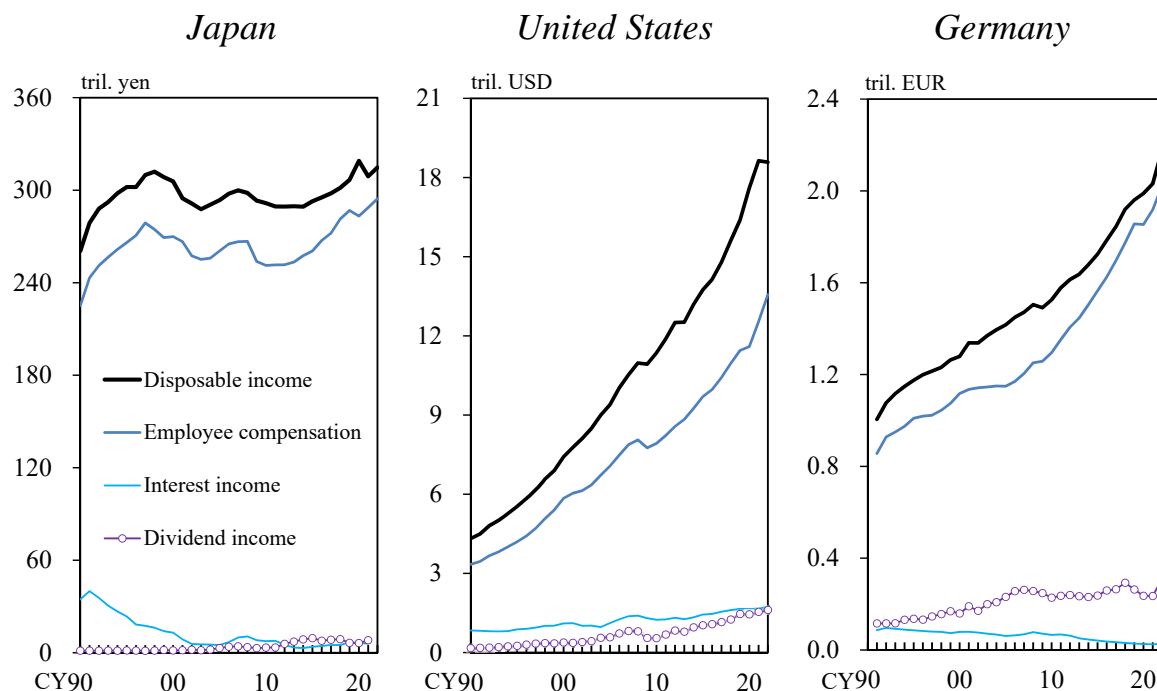 Japan
United States
Germany
tril. yen
tril. USD
tril. EUR
360
300
240
180
120
60
0
21
18
15
12
9
6
3
0
2.4
2.0
1.6
1.2
0.8
0.4
0.0
Disposable income
Employee compensation
Interest income
Dividend income
CY90 00 10 20
CY90 00 10 20
CY90 00 10 20